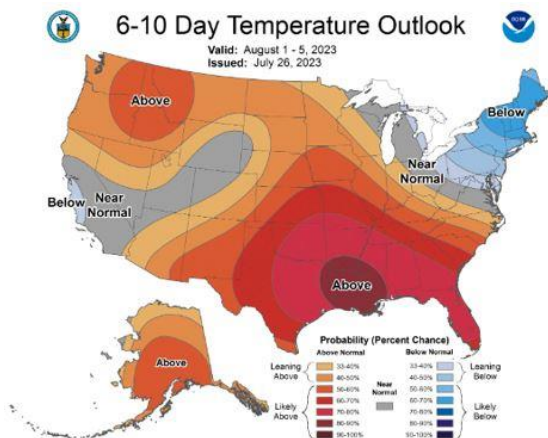 6-10 Day Temperature Outlook
Valid: August 1 - 5, 2023
Issued: July 26, 2023
NOAA
Above
Below
Near
Normal
Below
Near
Normal
Above
Above
Probability (Percent Chance)
Above Normal
Below Normal
Leaning
Above
33-40%
40-50%
50-60%
60-70%
70-80%
80-90%
90-100%
Likely
Above
Near
Normal
33-40%
40-50%
50-60%
60-70%
70-80%
80-90%
90-100%
Leaning
Below
Likely
Below